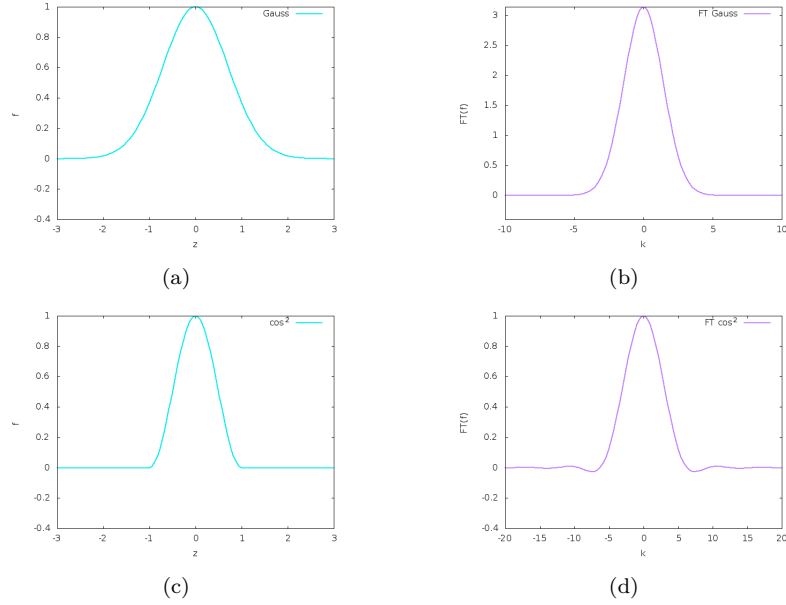 Gauss
1
0.8
0.6
0.4
0.2
0
-0.2
-0.4
f
-3 -2 -1 0 1 2 3
z
(a)
FT Gauss
3
2.5
2
1.5
1
0.5
0
FT(f)
-10 -5 0 5 10
k
(b)
cos²
1
0.8
0.6
0.4
0.2
0
-0.2
-0.4
f
-3 -2 -1 0 1 2 3
z
(c)
FT cos²
1
0.8
0.6
0.4
0.2
0
-0.2
-0.4
FT(f)
-20 -15 -10 -5 0 5 10 15 20
k
(d)